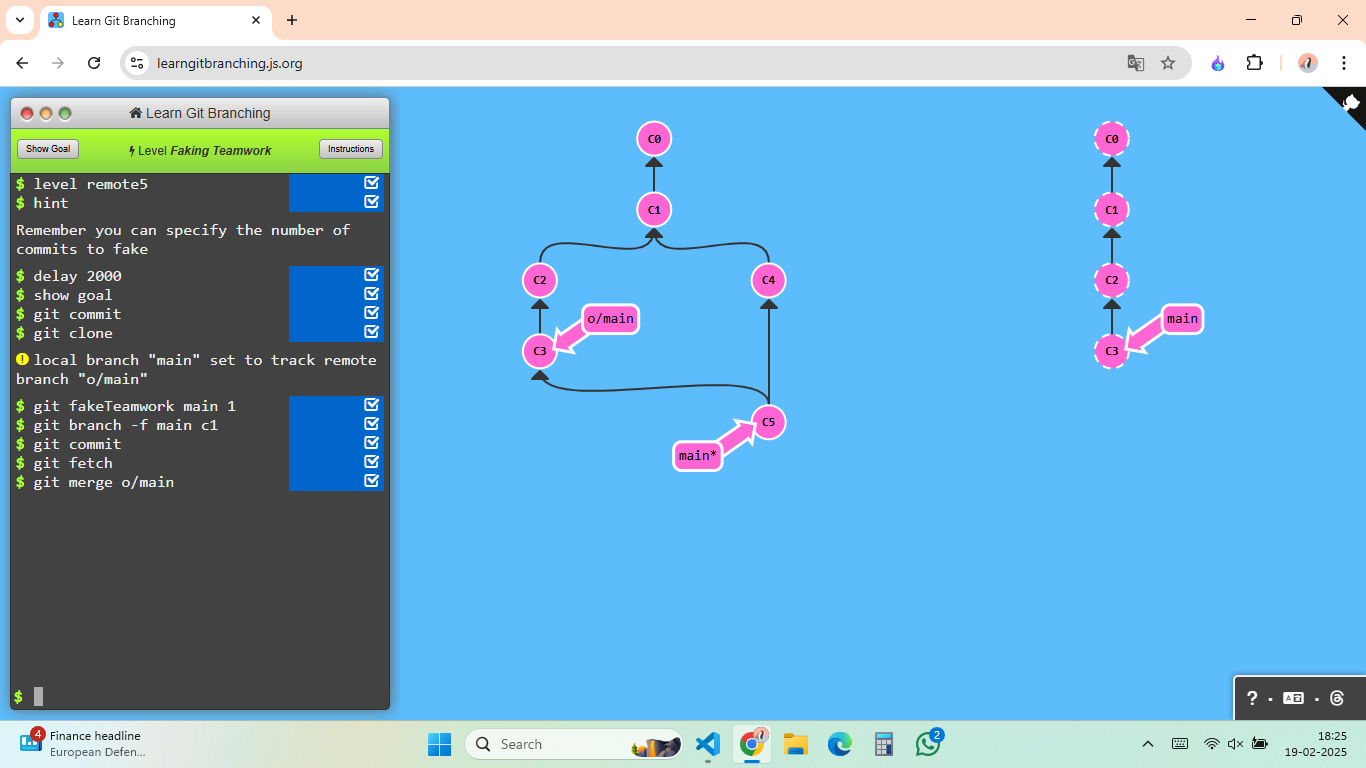 Learn Git Branching
learngitbranching.js.org
Learn Git Branching
Show Goal
Level Faking Teamwork
Instructions
$ level remote5
$ hint
Remember you can specify the number of
commits to fake
$ delay 2000
$ show goal
$ git commit
$ git clone
local branch "main" set to track remote
branch "o/main"
$ git fakeTeamwork main 1
$ git branch -f main c1
$ git commit
$ git fetch
$ git merge o/main
$
C0
C1
C2
C4
o/main
C3
C5
main*
C0
C1
C2
main
C3
?
4
Finance headline
European Defen...
Search
2
18:25
19-02-2025